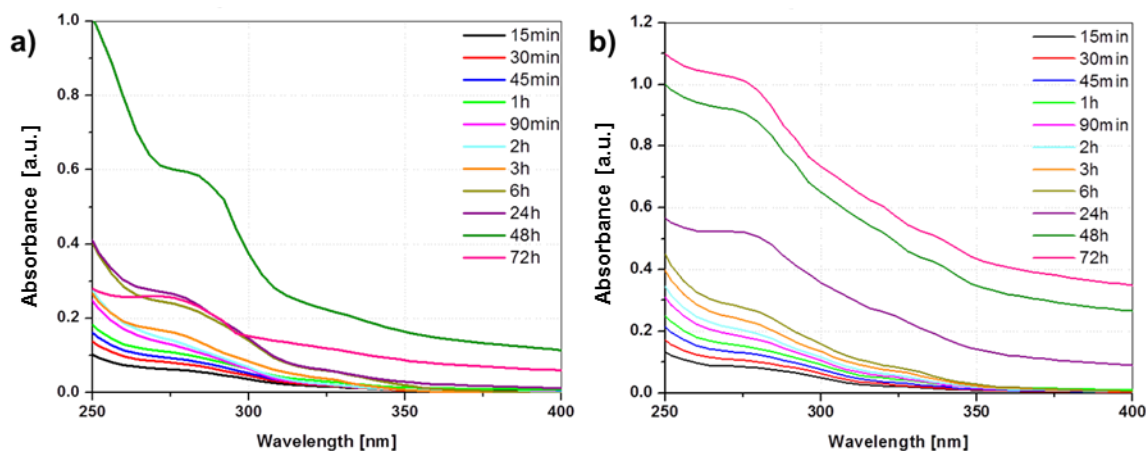 a)
1.0
0.8
0.6
0.4
0.2
0.0
250
300
350
400
Absorbance [a.u.]
Wavelength [nm]
15min
30min
45min
1h
90min
2h
3h
6h
24h
48h
72h
b)
1.2
1.0
0.8
0.6
0.4
0.2
0.0
250
300
350
400
Absorbance [a.u.]
Wavelength [nm]
15min
30min
45min
1h
90min
2h
3h
6h
24h
48h
72h